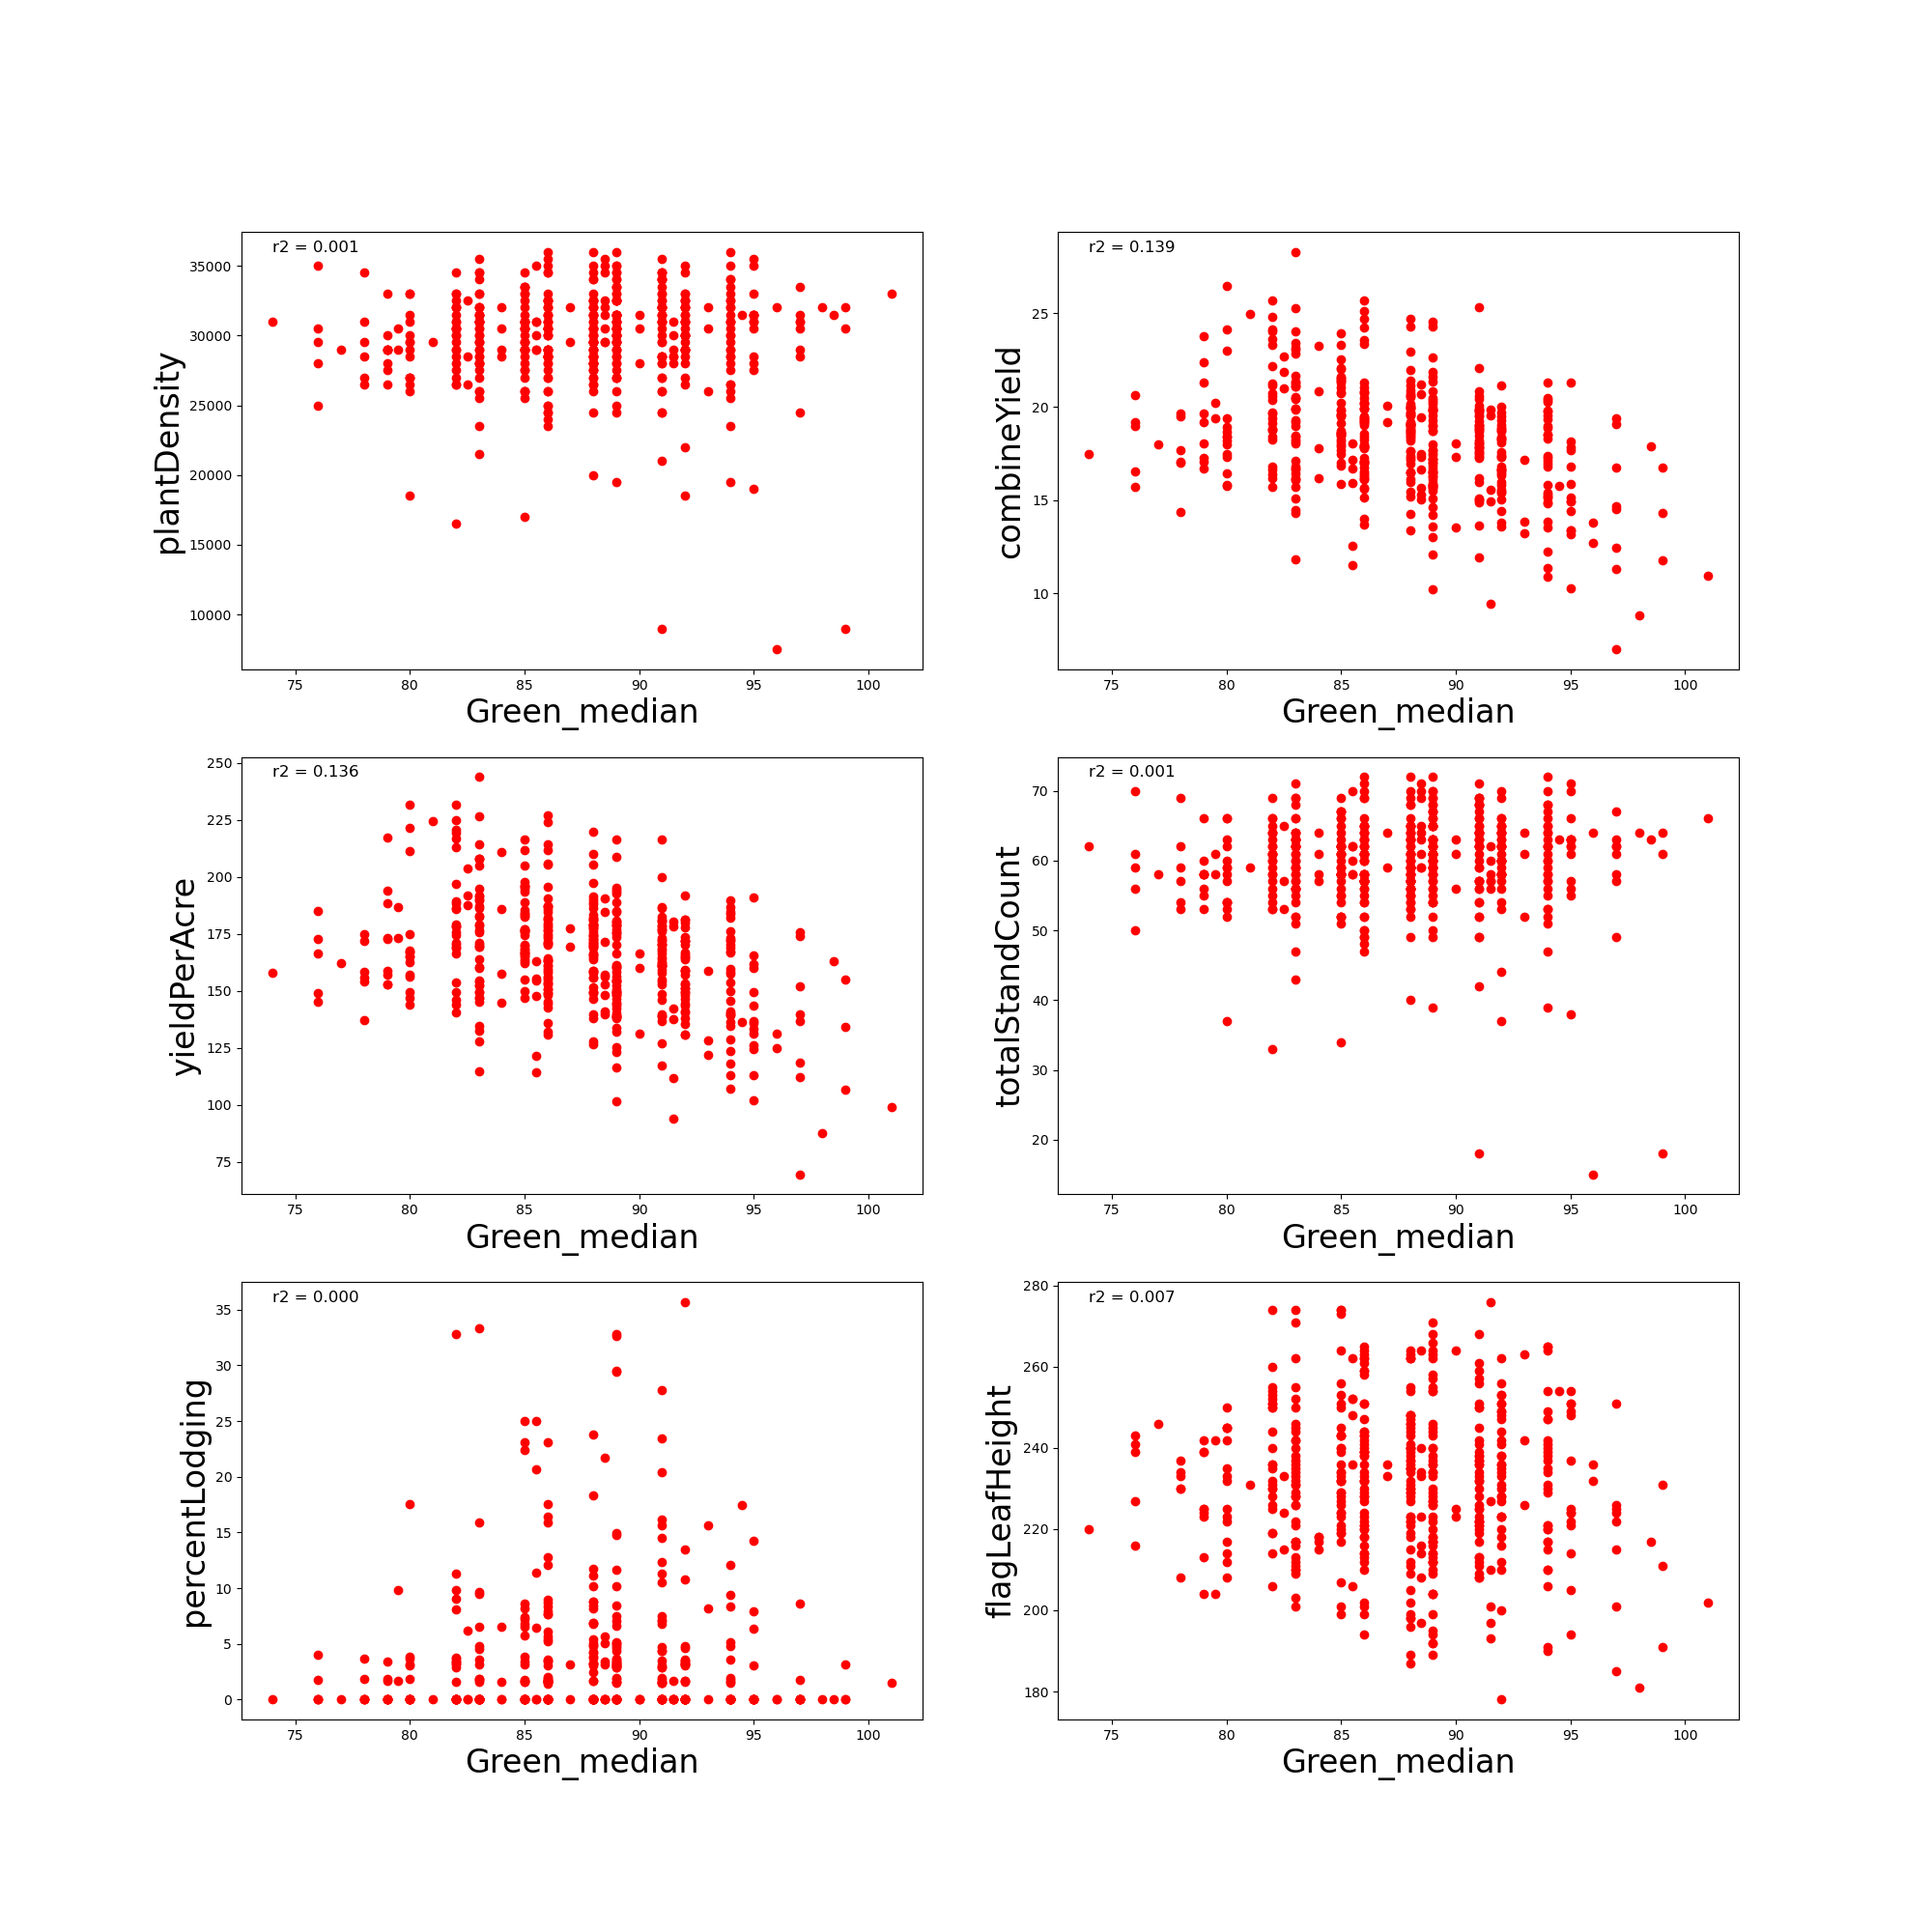 r2 = 0.001
35000
30000
25000
20000
15000
10000
plantDensity
75 80 85 90 95 100
Green_median
r2 = 0.139
25
20
15
10
combineYield
75 80 85 90 95 100
Green_median
r2 = 0.136
250
225
200
175
150
125
100
75
yieldPerAcre
75 80 85 90 95 100
Green_median
r2 = 0.001
70
60
50
40
30
20
totalStandCount
75 80 85 90 95 100
Green_median
r2 = 0.000
35
30
25
20
15
10
5
0
percentLodging
75 80 85 90 95 100
Green_median
r2 = 0.007
280
260
240
220
200
180
flagLeafHeight
75 80 85 90 95 100
Green_median